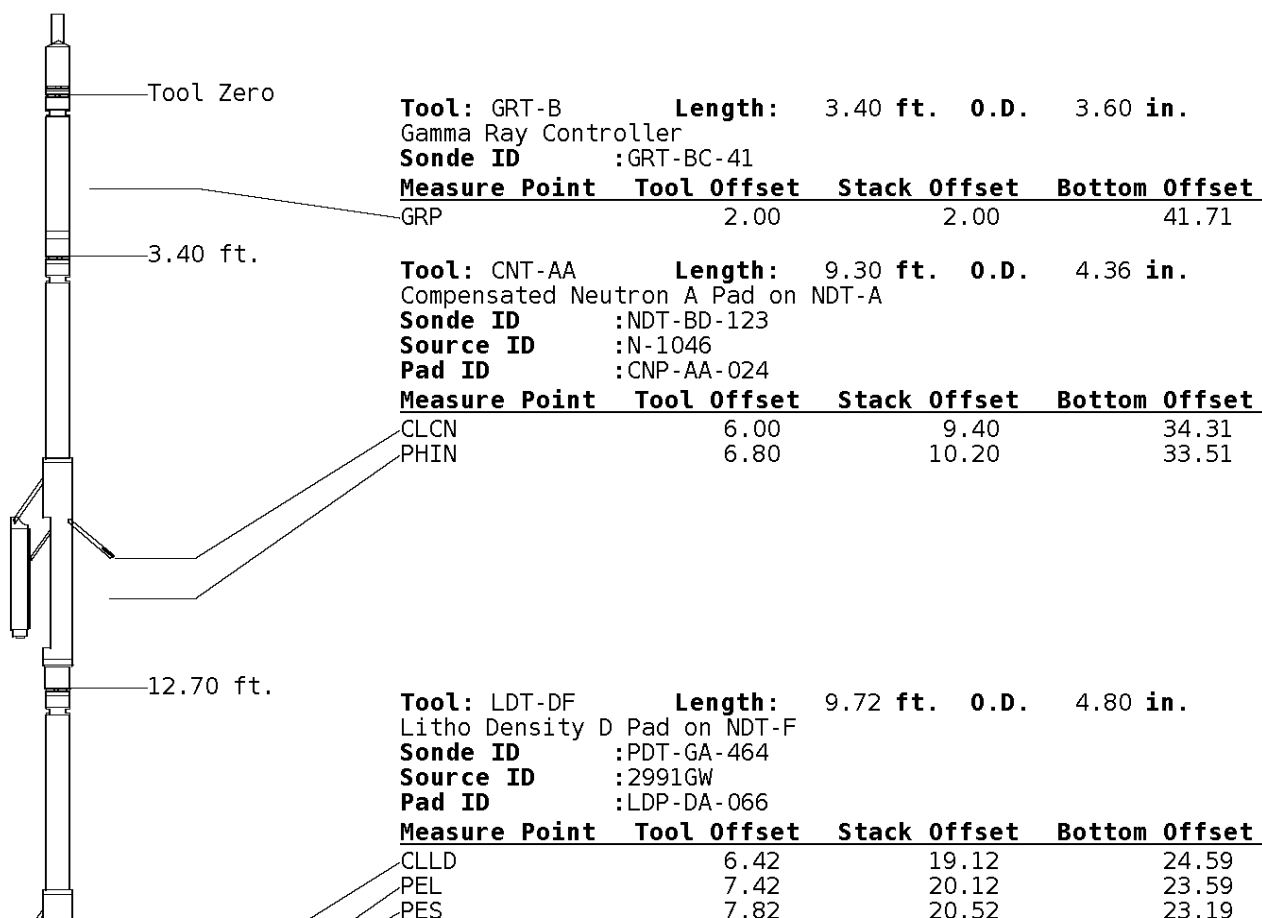 Tool Zero
Tool: GRT-B Length: 3.40 ft. O.D. 3.60 in.
Gamma Ray Controller
Sonde ID :GRT-BC-41
Measure Point Tool Offset Stack Offset Bottom Offset
GRP 2.00 2.00 41.71
3.40 ft.
Tool: CNT-AA Length: 9.30 ft. O.D. 4.36 in.
Compensated Neutron A Pad on NDT-A
Sonde ID :NDT-BD-123
Source ID :N-1046
Pad ID :CNP-AA-024
Measure Point Tool Offset Stack Offset Bottom Offset
CLCN 6.00 9.40 34.31
PHIN 6.80 10.20 33.51
12.70 ft.
Tool: LDT-DF Length: 9.72 ft. O.D. 4.80 in.
Litho Density D Pad on NDT-F
Sonde ID :PDT-GA-464
Source ID :2991GW
Pad ID :LDP-DA-066
Measure Point Tool Offset Stack Offset Bottom Offset
CLLD 6.42 19.12 24.59
PEL 7.42 20.12 23.59
PES 7.82 20.52 23.19